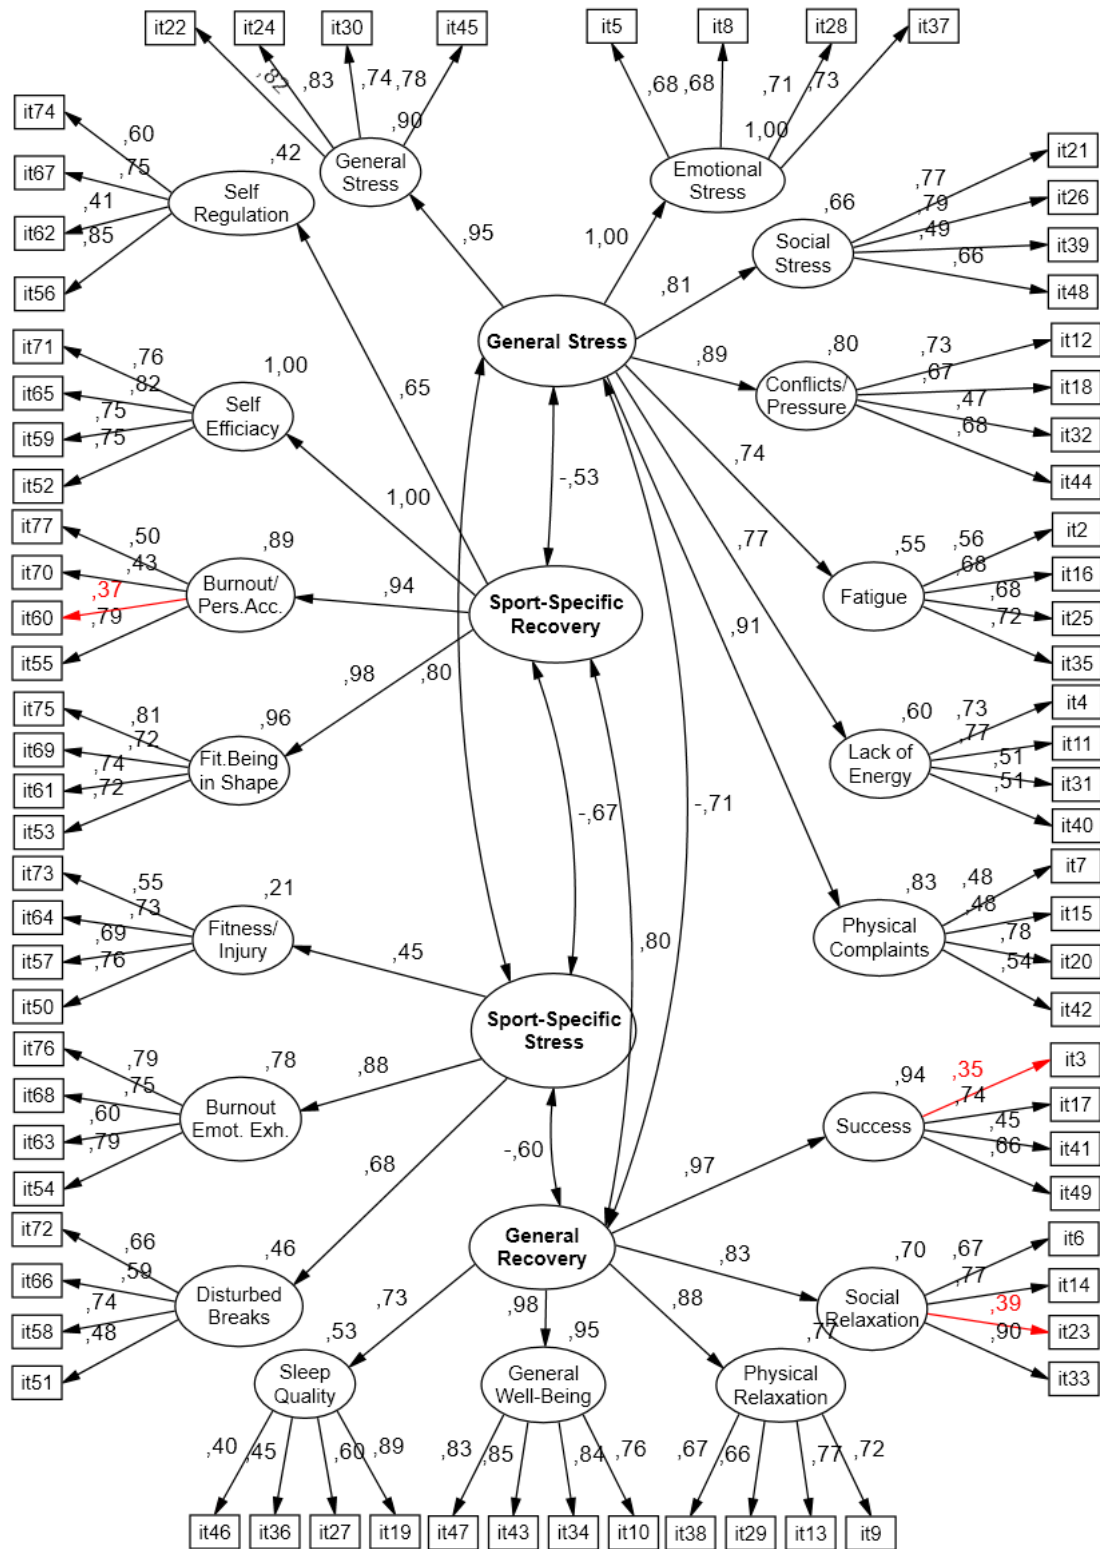 it22
it24
it30
it45
it5
it8
it28
it37
,82
,83
,74
,78
,68
,68
,71
,73
,90
1,00
it74
it67
it62
it56
,60
,75
,41
,85
,42
Self
Regulation
General
Stress
Emotional
Stress
,95
1,00
,66
Social
Stress
,77
,79
,49
,66
it21
it26
it39
it48
,81
General Stress
,89
,80
Conflicts/
Pressure
,73
,67
,47
,68
it12
it18
it32
it44
it71
it65
it59
it52
,76
,82
,75
,75
1,00
Self
Efficiacy
,65
1,00
-,53
,74
,77
,91
,55
Fatigue
,56
,68
,68
,72
it2
it16
it25
it35
it77
it70
it60
it55
,50
,43
,37
,79
,89
Burnout/
Pers.Acc.
,94
Sport-Specific
Recovery
,98
,80
it75
it69
it61
it53
,81
,72
,74
,72
,96
Fit.Being
in Shape
,60
Lack of
Energy
,73
,77
,51
,51
it4
it11
it31
it40
-,67
-,71
it73
it64
it57
it50
,55
,73
,69
,76
,21
Fitness/
Injury
,45
,80
,83
Physical
Complaints
,48
,48
,78
,54
it7
it15
it20
it42
Sport-Specific
Stress
it76
it68
it63
it54
,79
,75
,60
,79
,78
Burnout
Emot. Exh.
,88
,68
-,60
,97
,94
Success
,35
,74
,45
,66
it3
it17
it41
it49
it72
it66
it58
it51
,66
,59
,74
,48
,46
Disturbed
Breaks
General
Recovery
,83
,70
Social
Relaxation
,67
,77
,39
,90
it6
it14
it23
it33
,73
,98
,88
,53
,95
,77
Sleep
Quality
General
Well-Being
Physical
Relaxation
,40
,45
,60
,89
,83
,85
,84
,76
,67
,66
,77
,72
it46
it36
it27
it19
it47
it43
it34
it10
it38
it29
it13
it9